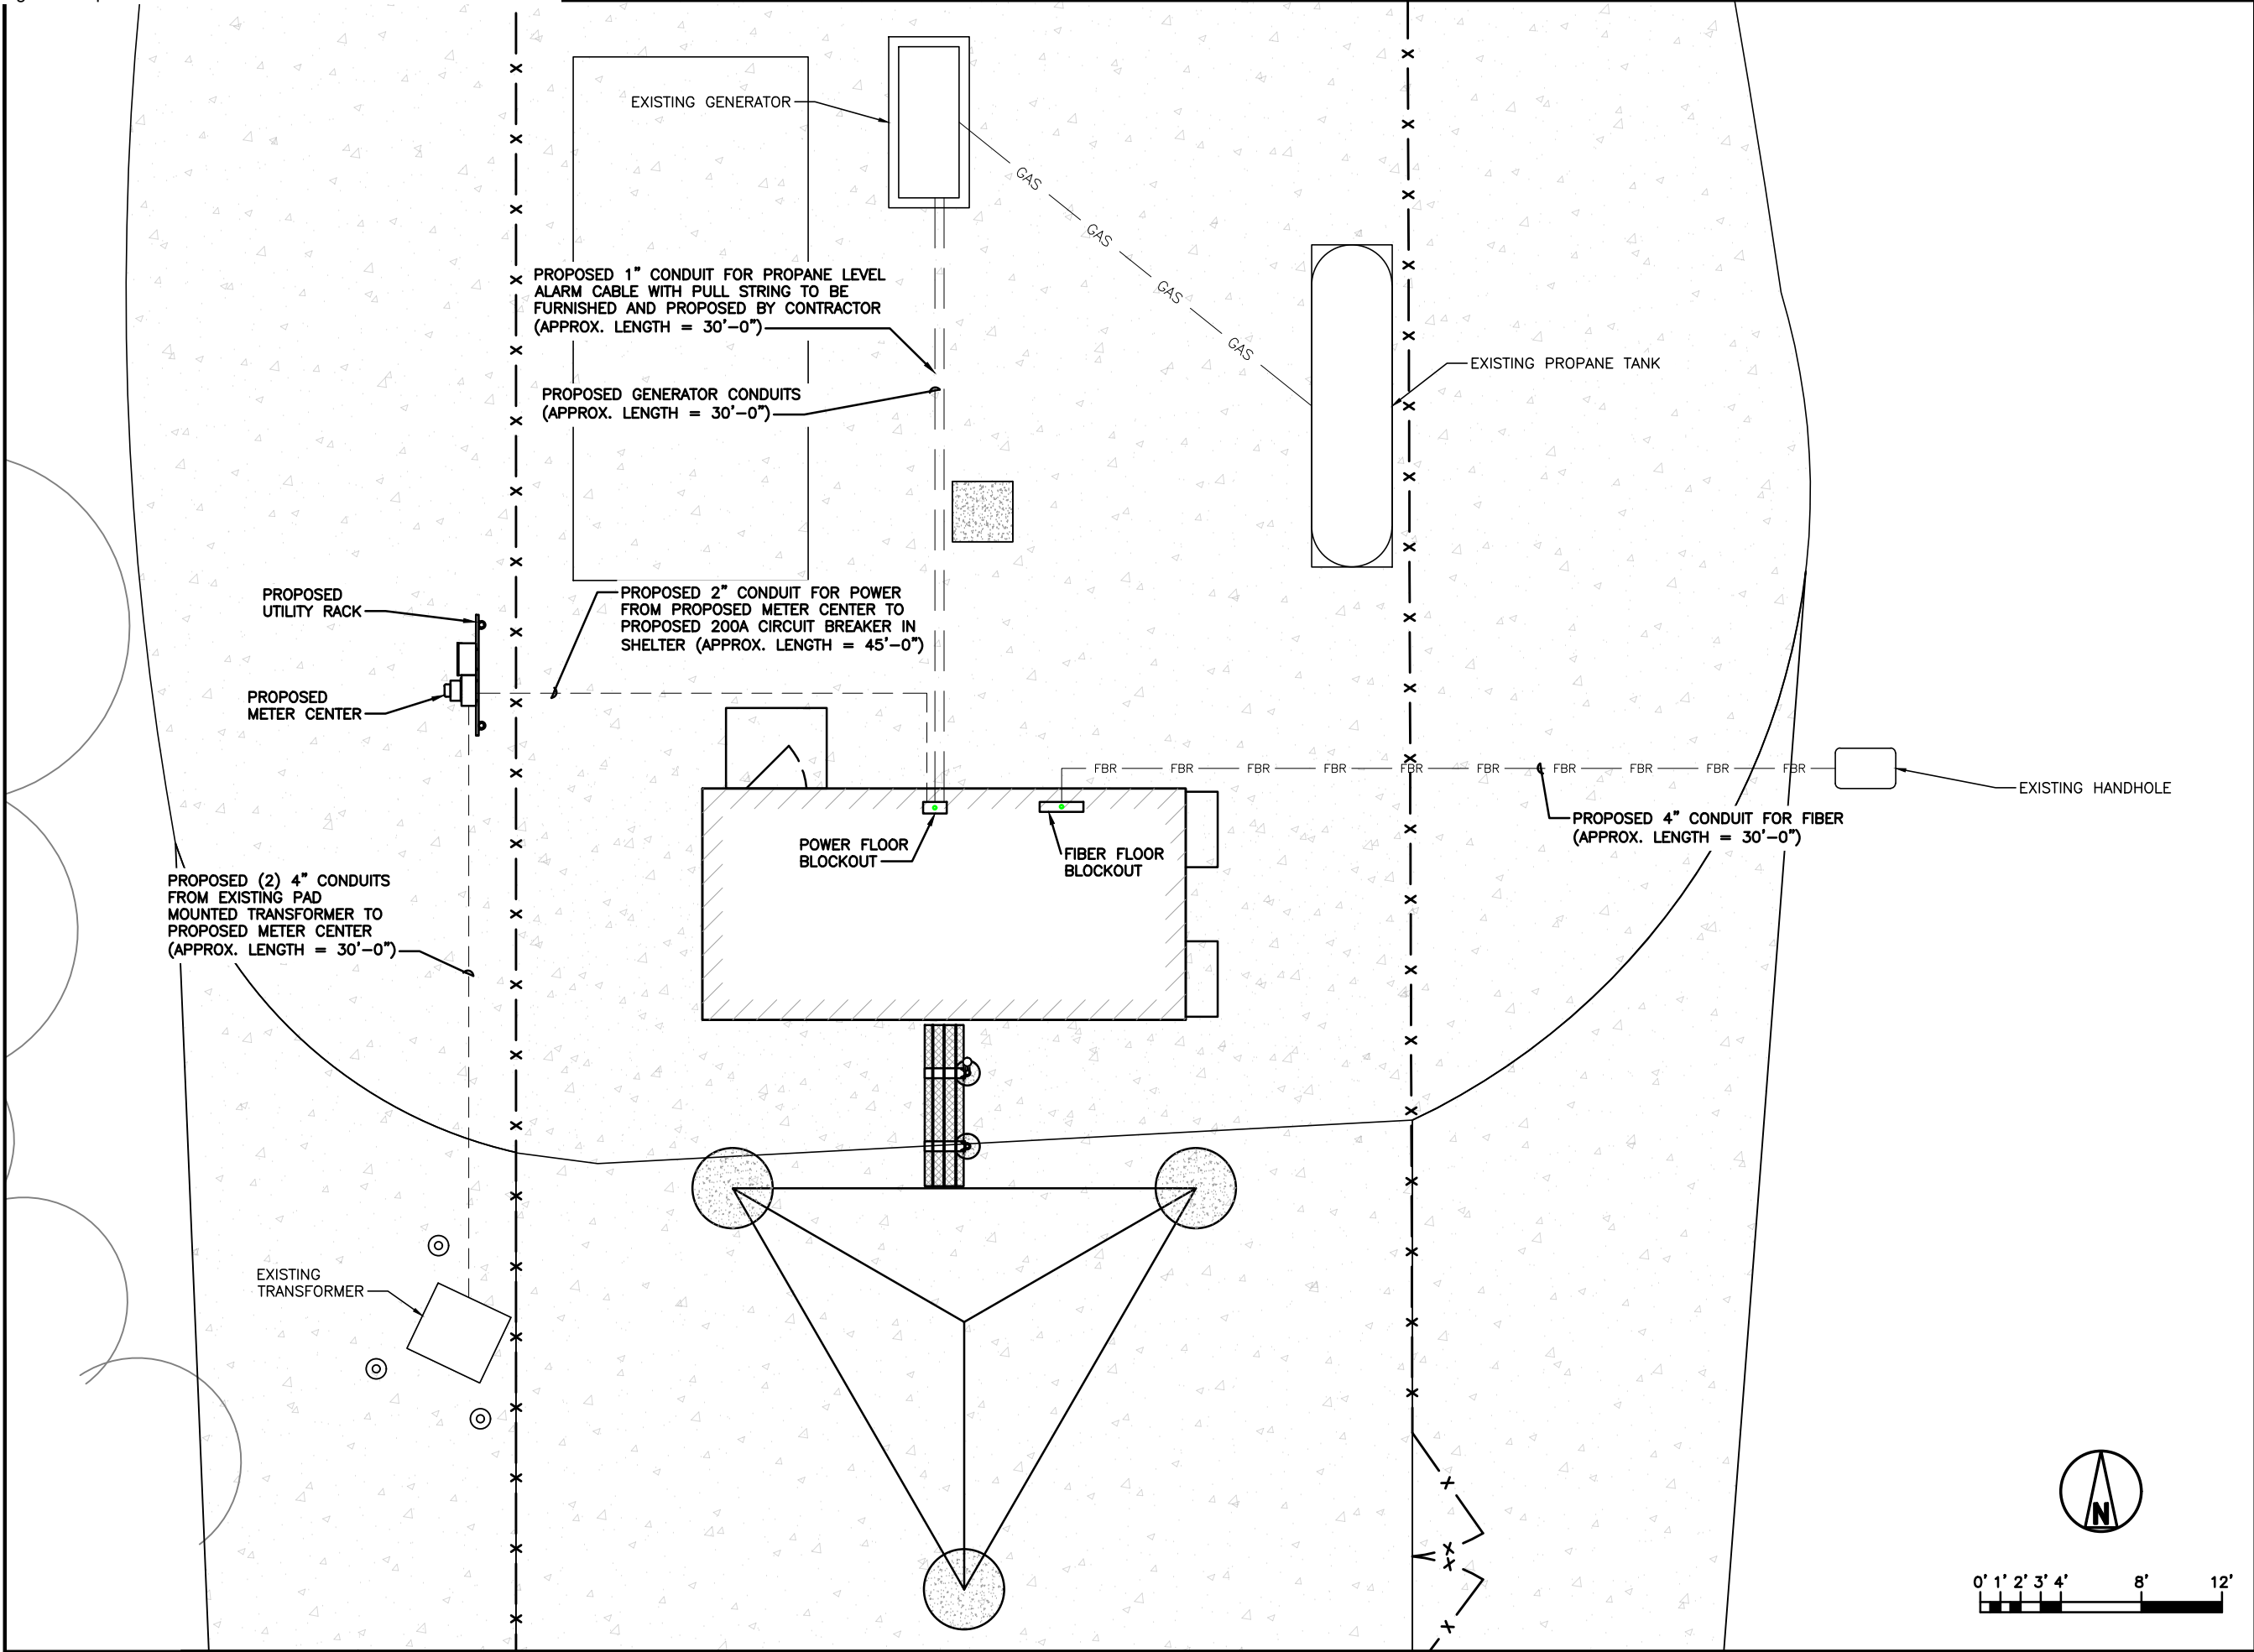 EXISTING GENERATOR
GAS
GAS
GAS
GAS
PROPOSED 1" CONDUIT FOR PROPANE LEVEL
ALARM CABLE WITH PULL STRING TO BE
FURNISHED AND PROPOSED BY CONTRACTOR
(APPROX. LENGTH = 30'-0")
EXISTING PROPANE TANK
PROPOSED GENERATOR CONDUITS
(APPROX. LENGTH = 30'-0")
PROPOSED
UTILITY RACK
PROPOSED 2" CONDUIT FOR POWER
FROM PROPOSED METER CENTER TO
PROPOSED 200A CIRCUIT BREAKER IN
SHELTER (APPROX. LENGTH = 45'-0")
PROPOSED
METER CENTER
FBR FBR FBR FBR FBR FBR FBR FBR FBR FBR
EXISTING HANDHOLE
PROPOSED 4" CONDUIT FOR FIBER
(APPROX. LENGTH = 30'-0")
POWER FLOOR
BLOCKOUT
FIBER FLOOR
BLOCKOUT
PROPOSED (2) 4" CONDUITS
FROM EXISTING PAD
MOUNTED TRANSFORMER TO
PROPOSED METER CENTER
(APPROX. LENGTH = 30'-0")
EXISTING
TRANSFORMER
N
0' 1' 2' 3' 4' 8' 12'